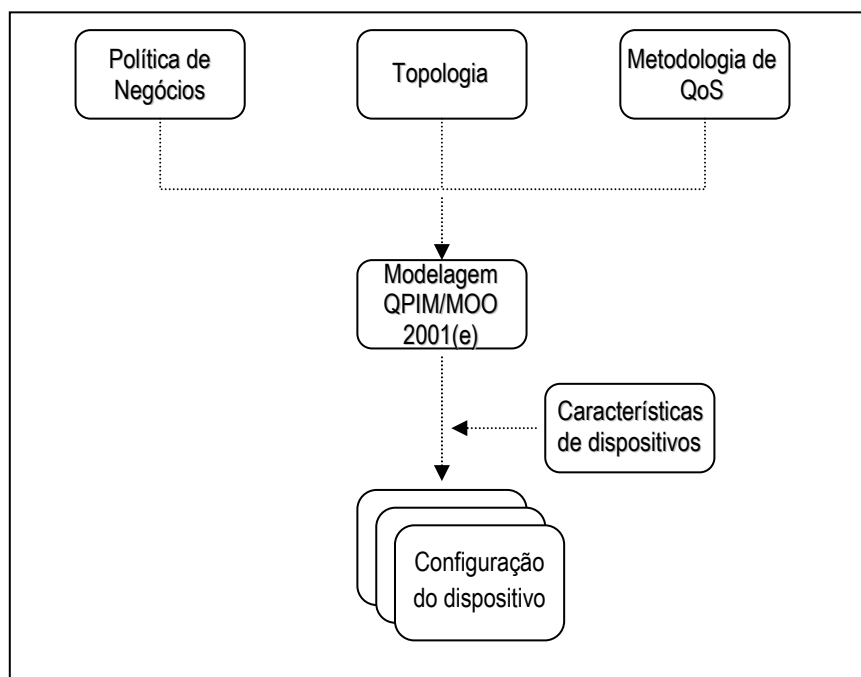 Política de
Negócios
Topologia
Metodologia de
QoS
Modelagem
QPIM/MOO
2001(e)
Características
de dispositivos
Configuração
do dispositivo